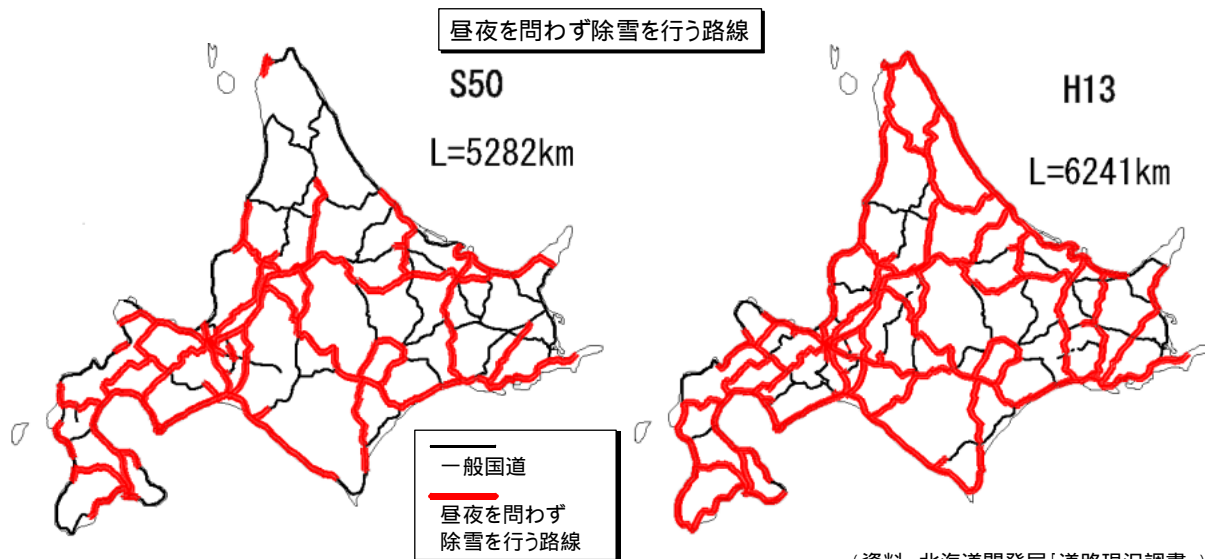 昼夜を問わず除雪を行う路線
S50
L=5282km
H13
L=6241km
一般国道
昼夜を問わず
除雪を行う路線